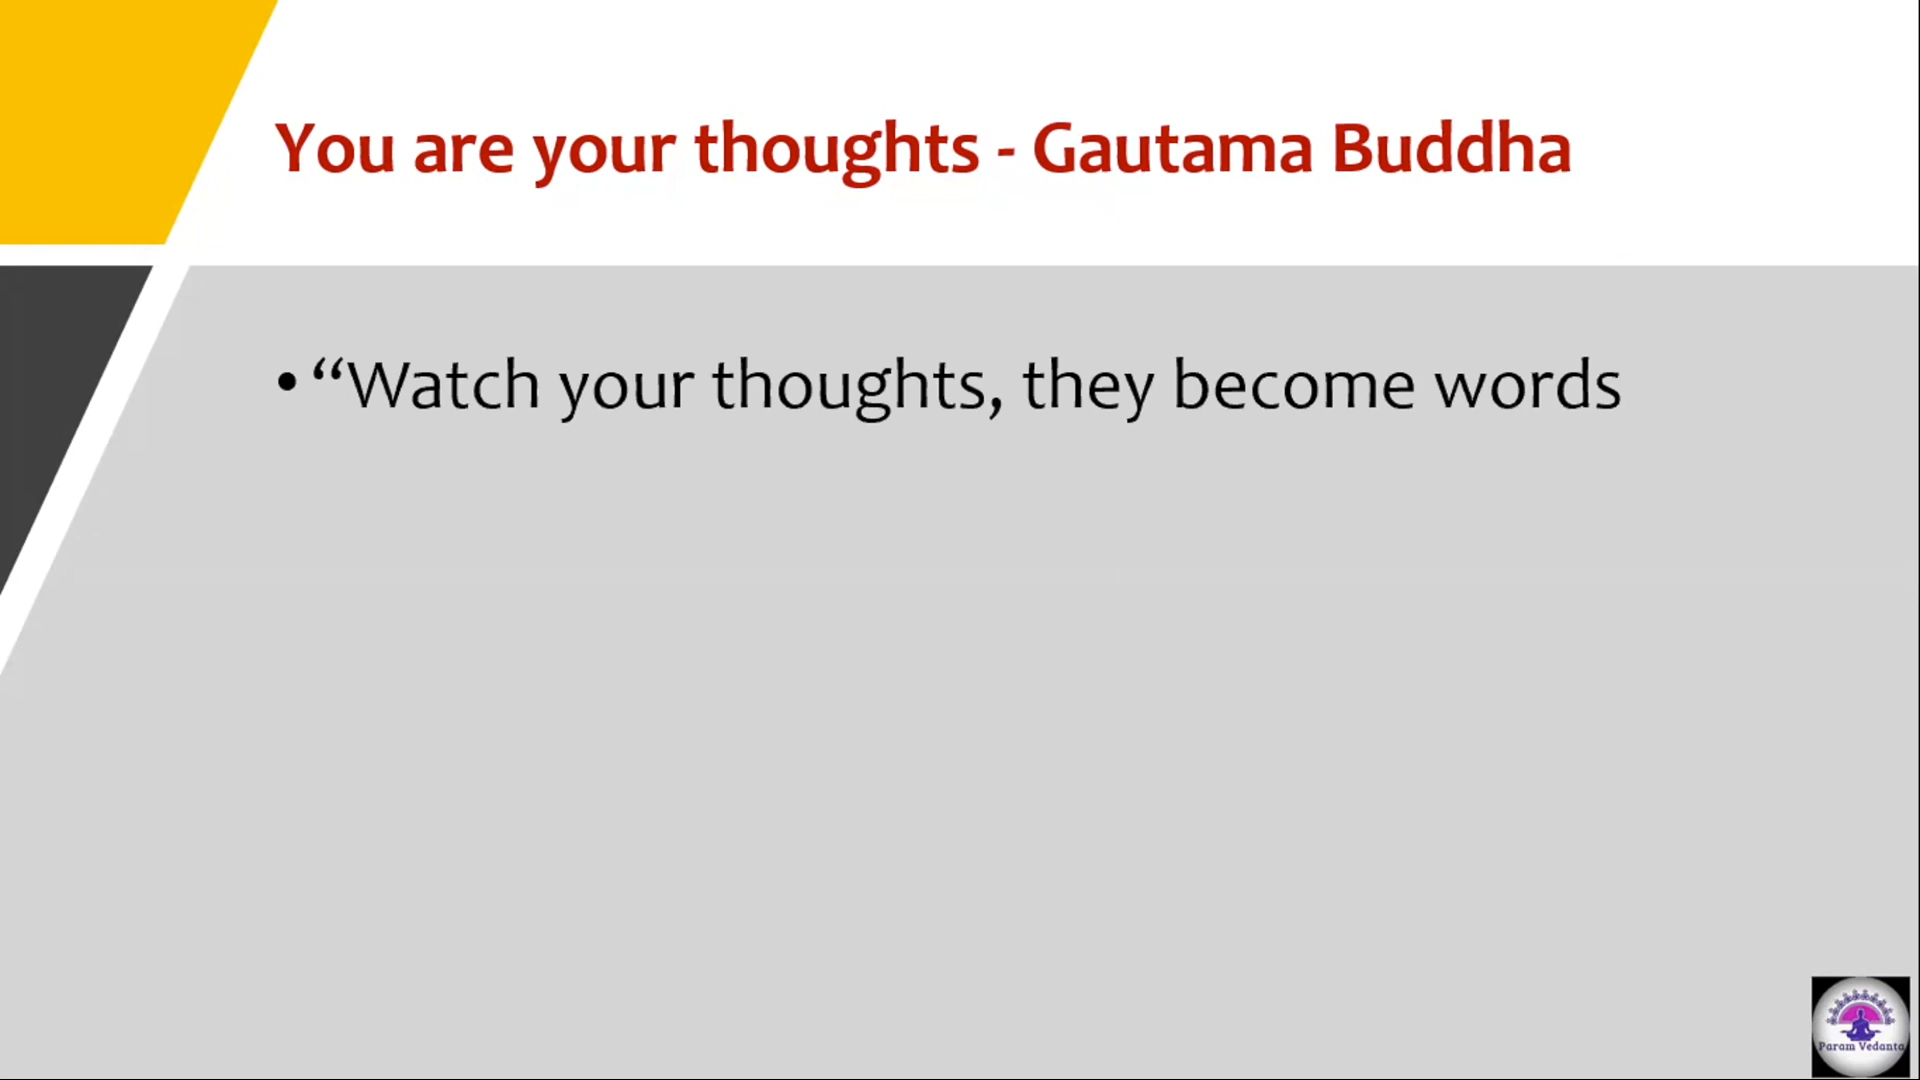 You are your thoughts - Gautama Buddha
• “Watch your thoughts, they become words
Param Vedanta